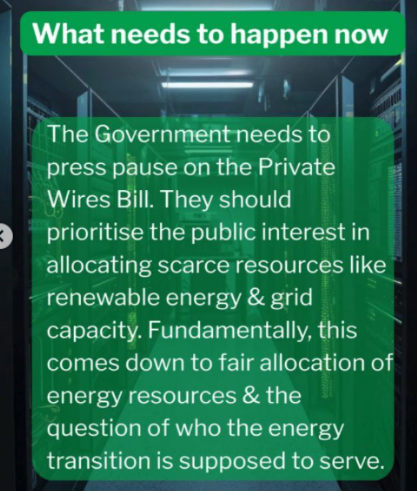 What needs to happen now
The Government needs to
press pause on the Private
Wires Bill. They should
prioritise the public interest in
allocating scarce resources like
renewable energy & grid
capacity. Fundamentally, this
comes down to fair allocation of
energy resources & the
question of who the energy
transition is supposed to serve.